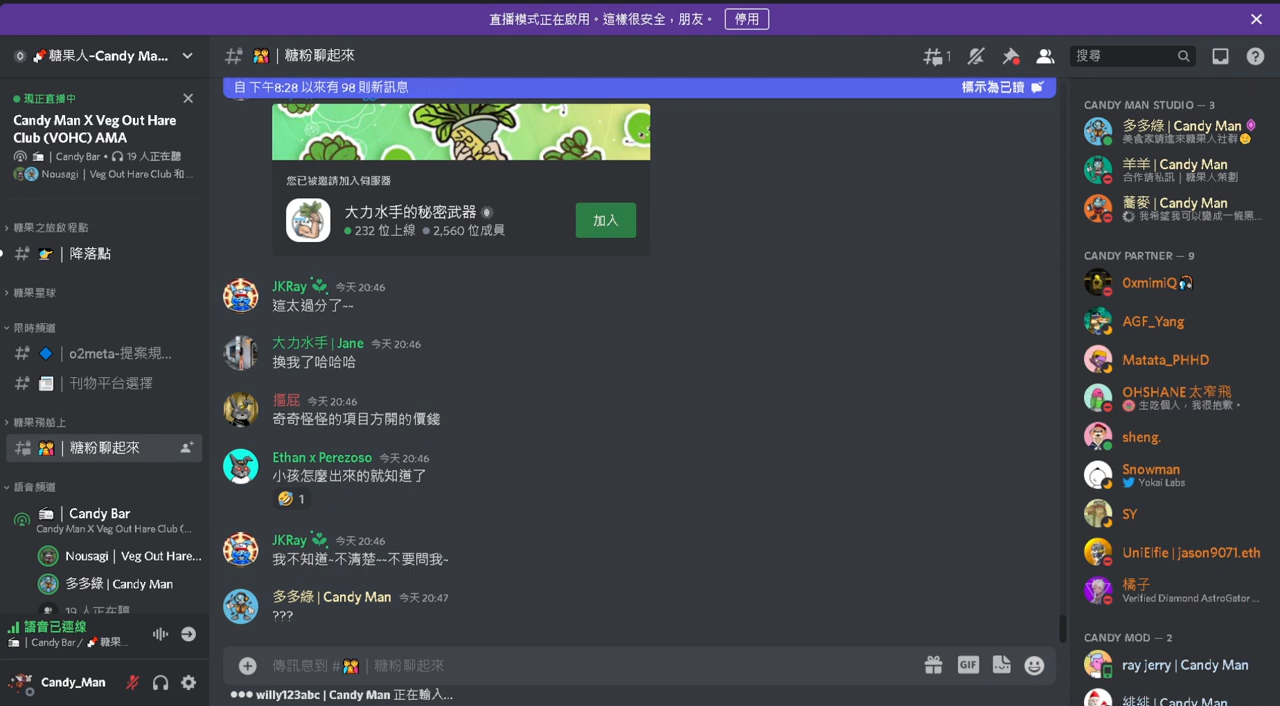 直播模式正在啟用。這樣很安全，朋友。
停用
糖果人-Candy Ma...
現正直播中
Candy Man X Veg Out Hare
Club (VOHC) AMA
| Candy Bar • 19 人正在聽
Nousagi | Veg Out Hare Club 和...
糖果之旅啟程點
| 降落點
糖果星球
限時頻道
| o2meta-提案規...
| 刊物平台選擇
糖果飛船上
| 糖粉聊起來
語音頻道
| Candy Bar
Candy Man X Veg Out Hare Club (...
Nousagi | Veg Out Hare...
多多綠 | Candy Man
19 人正在聽
語音已連線
| Candy Bar / 糖果...
Candy_Man
# | 糖粉聊起來
1
搜尋
自 下午8:28 以來有 98 則新訊息
標示為已讀
您已被邀請加入伺服器
大力水手的秘密武器
232 位上線 2,560 位成員
加入
JKRay 今天 20:46
這太過分了~~
大力水手 | Jane 今天 20:46
換我了哈哈哈
摳屁 今天 20:46
奇奇怪怪的項目方開的價錢
Ethan x Perezoso 今天 20:46
小孩怎麼出來的就知道了
1
JKRay 今天 20:46
我不知道~不清楚~~不要問我~
多多綠 | Candy Man 今天 20:47
???
傳訊息到 # | 糖粉聊起來
GIF
willy123abc | Candy Man 正在輸入...
CANDY MAN STUDIO — 3
多多綠 | Candy Man
美食家請進來糖果人社群
羊羊 | Candy Man
合作請私訊 | 糖果人策劃
蕎麥 | Candy Man
我希望我可以變成一條黑...
CANDY PARTNER — 9
0xmimiQ
AGF_Yang
Matata_PHHD
OHSHANE 太窄飛
生吃個人，我很抱歉。
sheng.
Snowman
Yokai Labs
SY
UniElfie | jason9071.eth
橘子
Verified Diamond AstroGator ...
CANDY MOD — 2
ray jerry | Candy Man
緋緋 | Candy Man